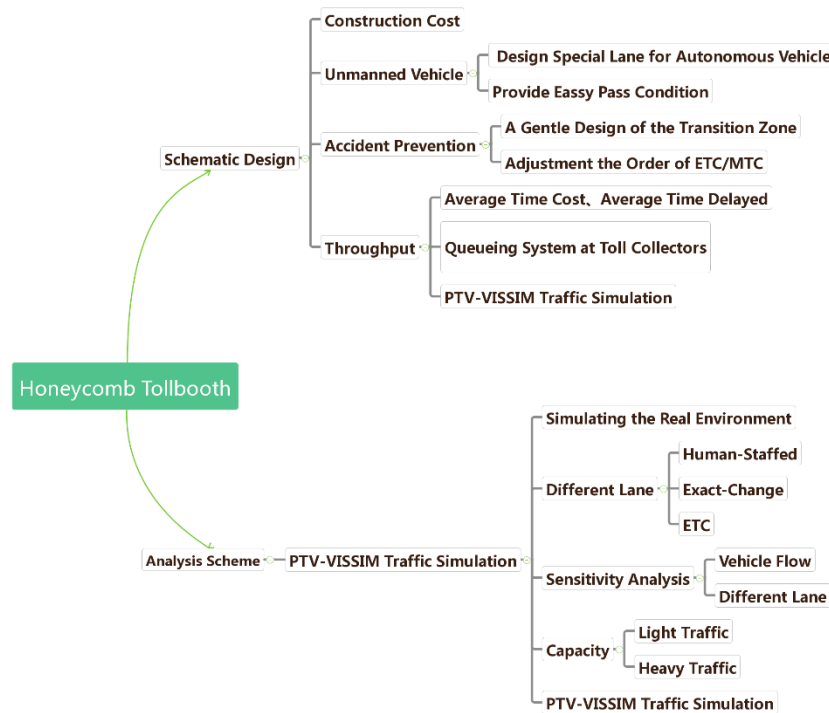 Construction Cost
Unmanned Vehicle
Design Special Lane for Autonomous Vehicle
Provide Eassy Pass Condition
Schematic Design
Accident Prevention
A Gentle Design of the Transition Zone
Adjustment the Order of ETC/MTC
Throughput
Average Time Cost、Average Time Delayed
Queueing System at Toll Collectors
PTV-VISSIM Traffic Simulation
Honeycomb Tollbooth
Analysis Scheme
PTV-VISSIM Traffic Simulation
Simulating the Real Environment
Different Lane
Human-Staffed
Exact-Change
ETC
Sensitivity Analysis
Vehicle Flow
Different Lane
Capacity
Light Traffic
Heavy Traffic
PTV-VISSIM Traffic Simulation